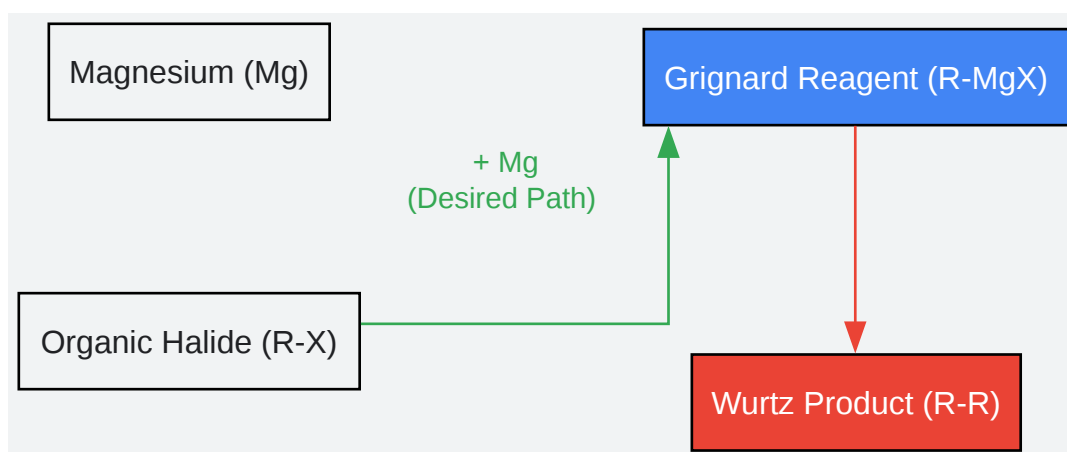 Magnesium (Mg)
Grignard Reagent (R-MgX)
+ Mg
(Desired Path)
Organic Halide (R-X)
Wurtz Product (R-R)